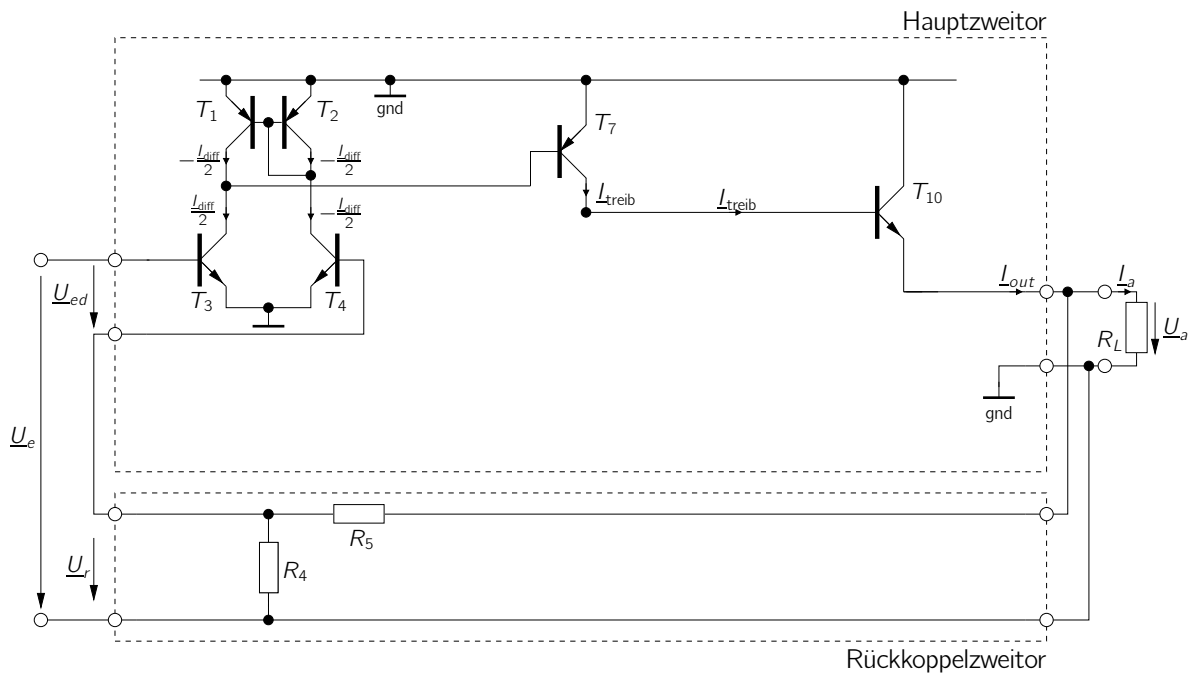 Hauptzweitor
T1
T2
gnd
T7
−Idiff/2
−Idiff/2
Itreib
Itreib
T10
Idiff/2
−Idiff/2
Ued
T3
T4
Iout
Ia
RL
Ua
gnd
Ue
R5
Ur
R4
Rückkoppelzweitor